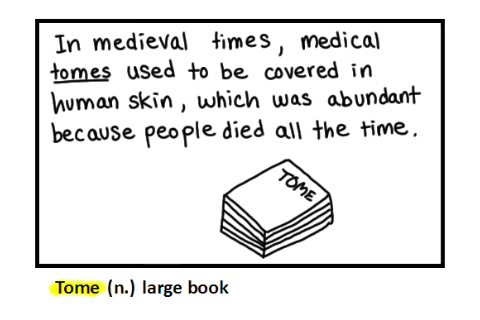 In medieval times, medical
tomes used to be covered in
human skin, which was abundant
because people died all the time.
TOME
Tome (n.) large book